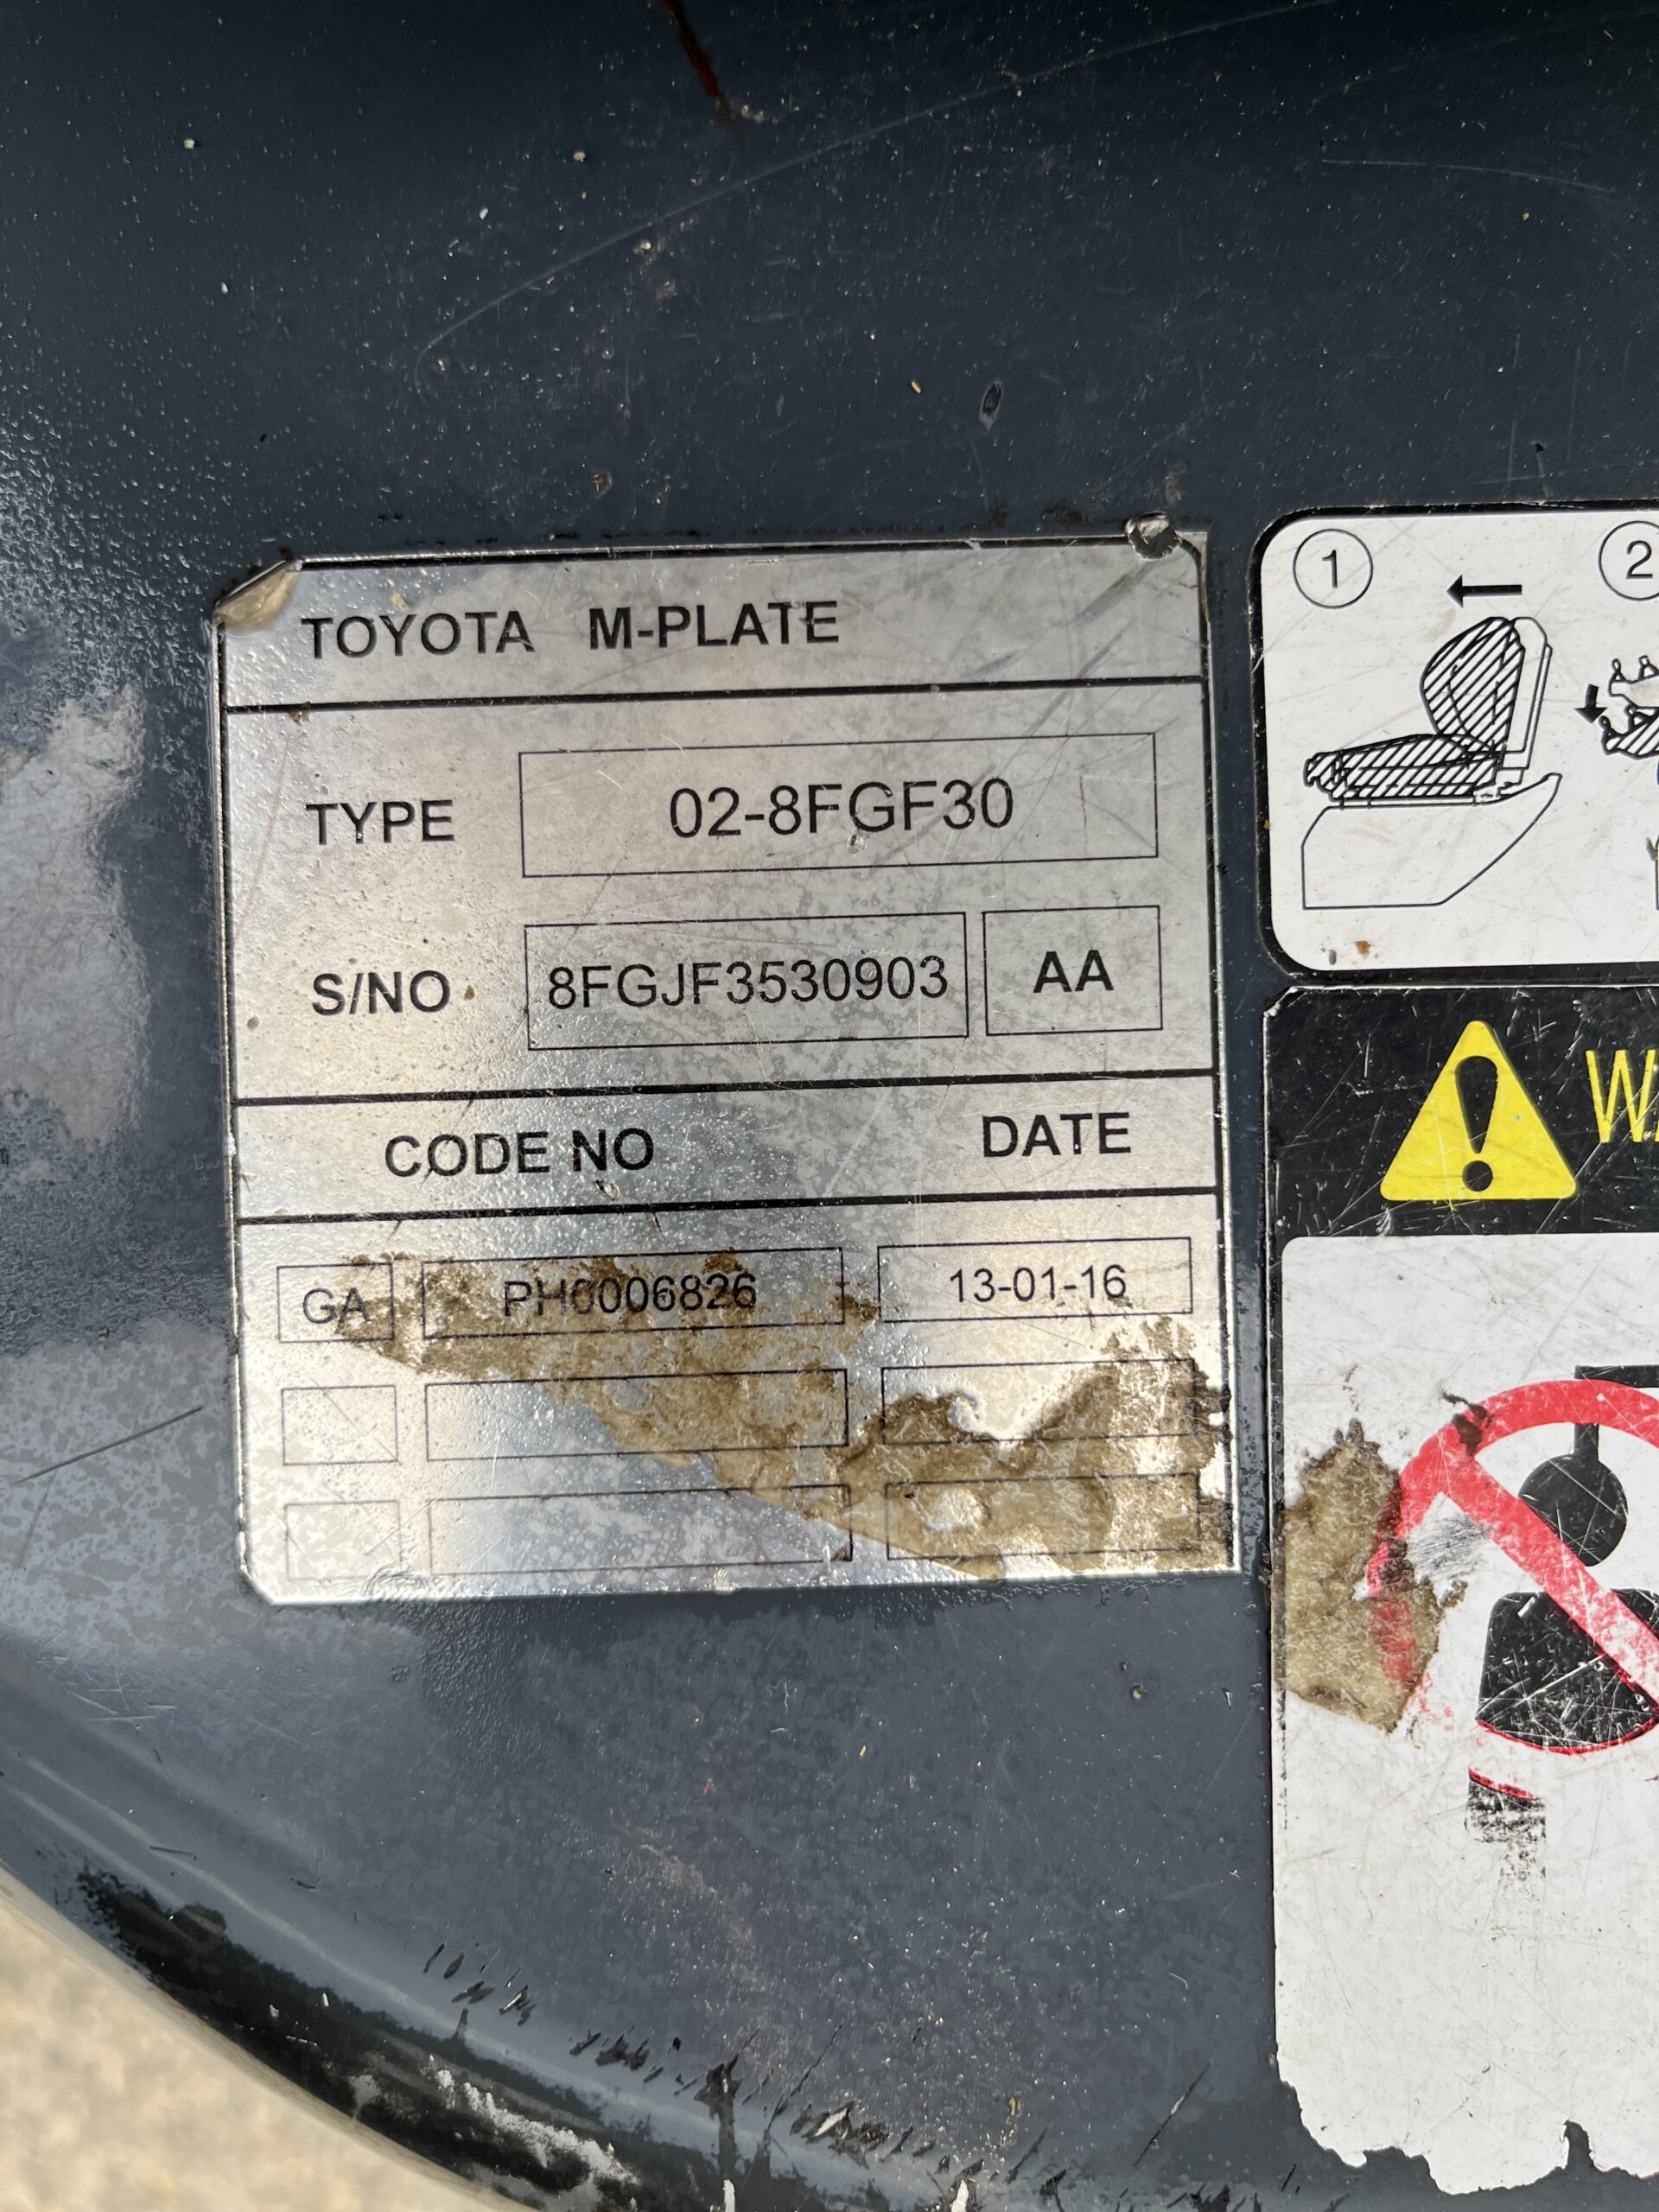 TOYOTA M-PLATE
TYPE 02-8FGF30
S/NO 8FGJF3530903 AA
CODE NO DATE
GA PH0006826 13-01-16
1 2